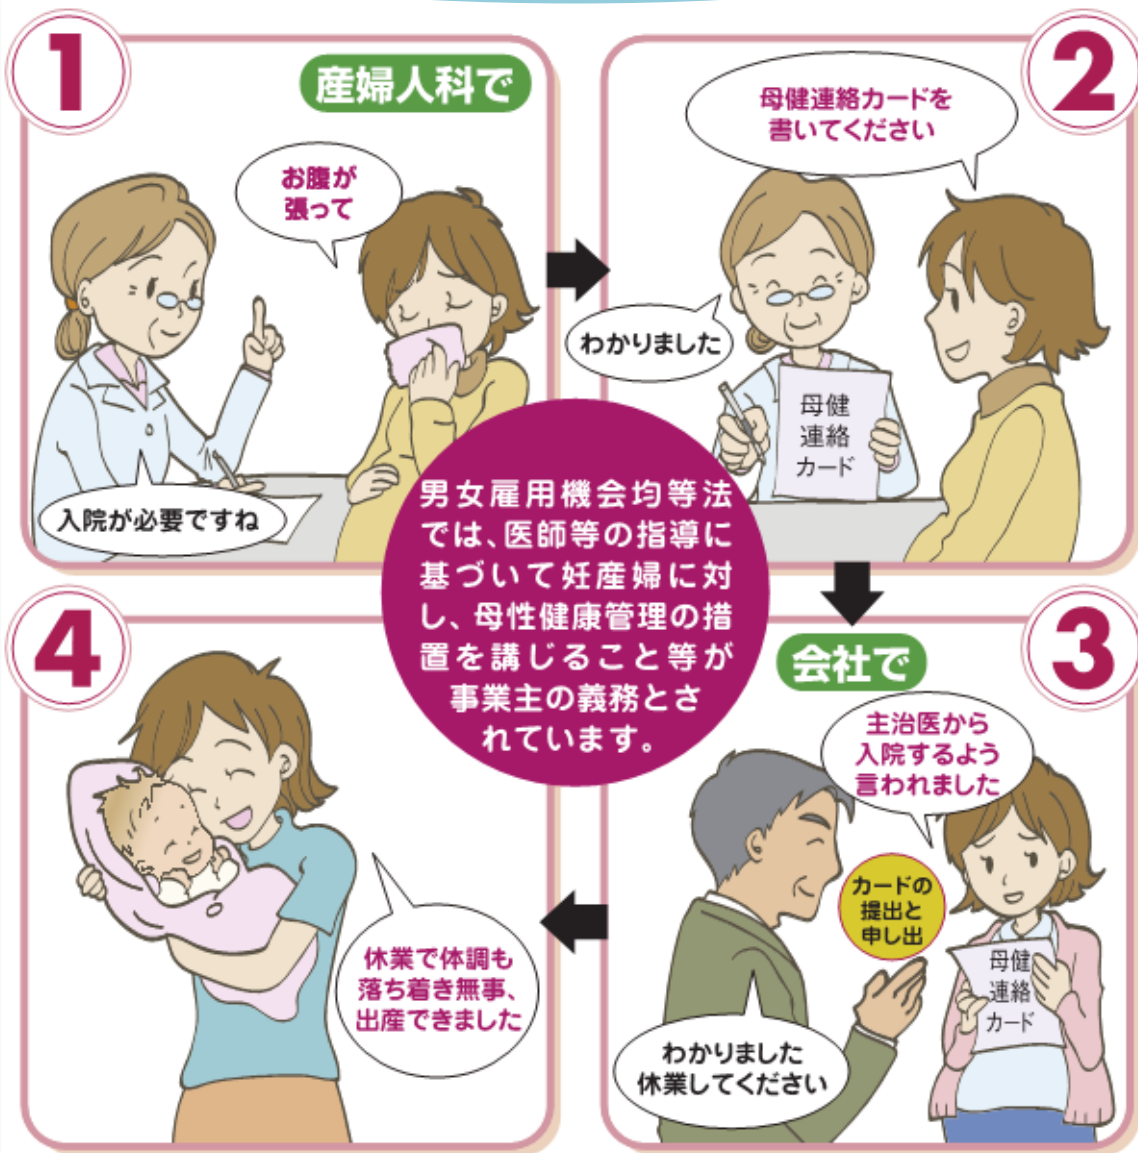 1
産婦人科で
お腹が
張って
入院が必要ですね
2
母健連絡カードを
書いてください
わかりました
母健
連絡
カード
男女雇用機会均等法
では、医師等の指導に
基づいて妊産婦に対
し、母性健康管理の措
置を講じること等が
事業主の義務とさ
れています。
3
会社で
主治医から
入院するよう
言われました
カードの
提出と
申し出
母健
連絡
カード
わかりました
休業してください
4
休業で体調も
落ち着き無事、
出産できました